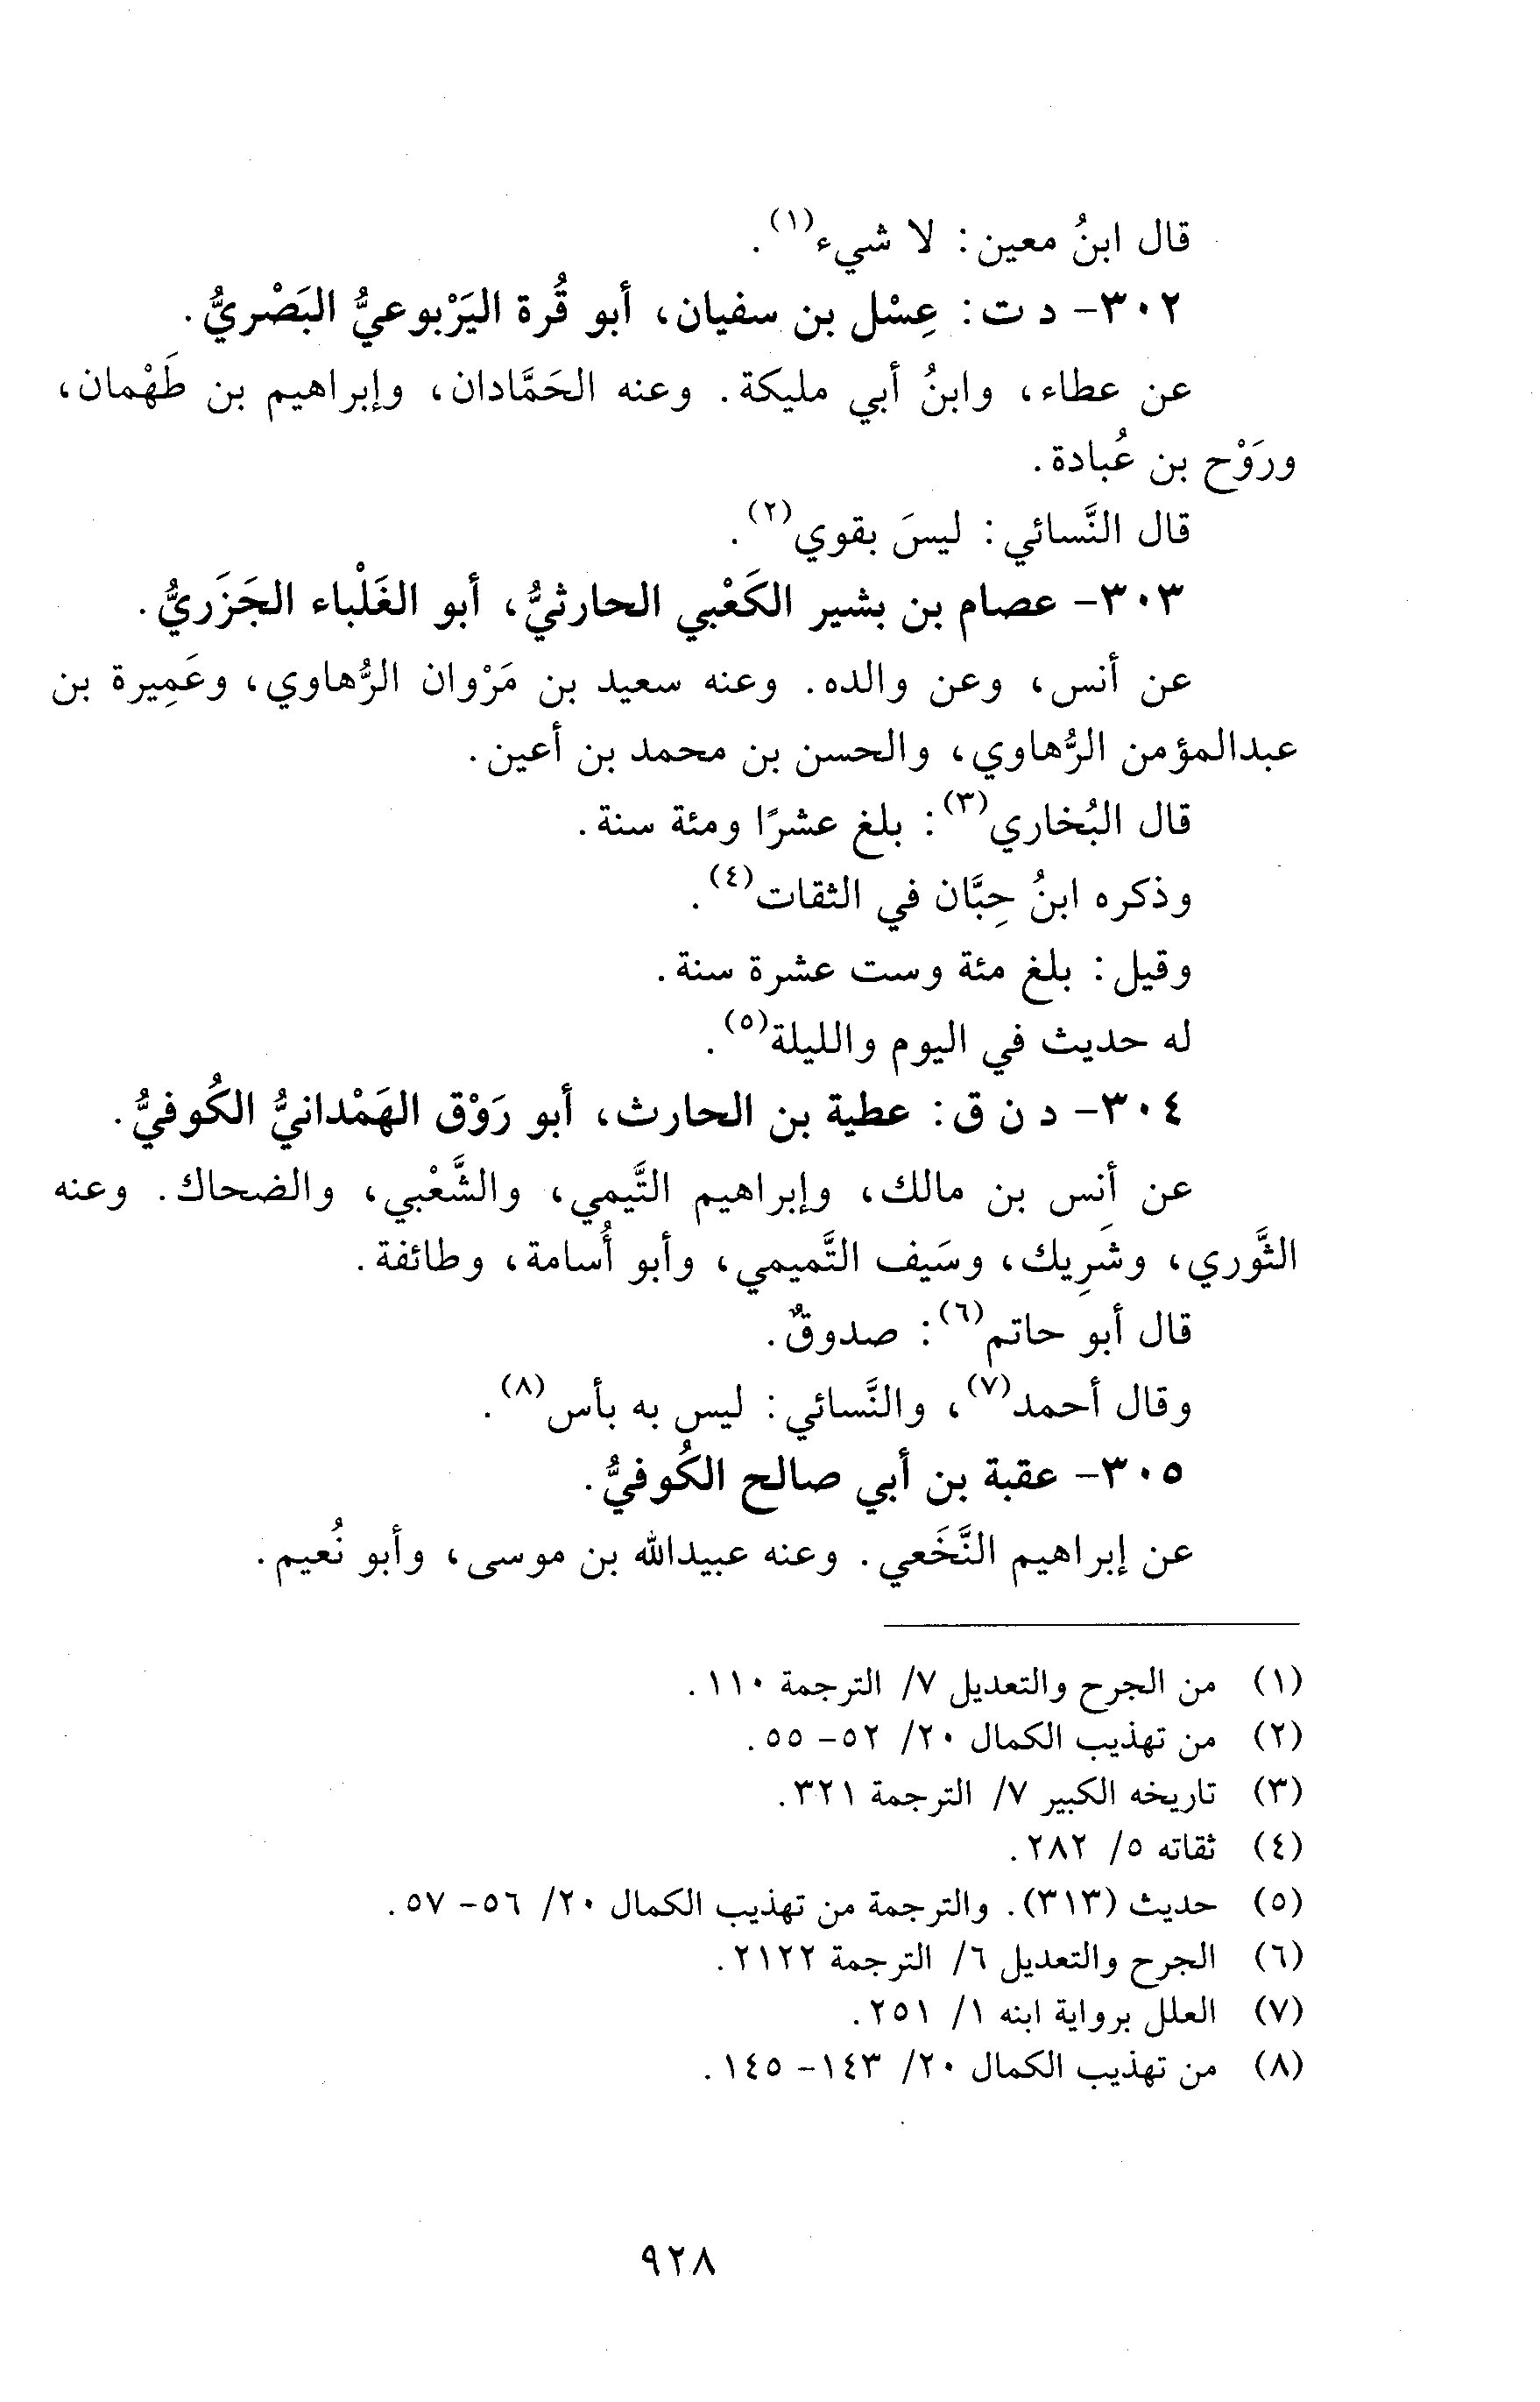 قال ابنُ معين: لا شيء(١).
٣٠٢- د ت: عِسْل بن سفيان، أبو قُرة اليَرْبوعيُّ البَصْريُّ.
عن عطاء، وابنُ أبي مليكة. وعنه الحَمَّادان، وإبراهيم بن طَهْمان،
ورَوْح بن عُبادة.
قال النَّسائي: ليسَ بقوي(٢).
٣٠٣- عصام بن بشير الكَعْبي الحارثيُّ، أبو الغَلْباء الجَزَريُّ.
عن أنس، وعن والده. وعنه سعيد بن مَرْوان الرُّهاوي، وعَمِيرة بن
عبدالمؤمن الرُّهاوي، والحسن بن محمد بن أعين.
قال البُخاري(٣): بلغ عشرًا ومئة سنة.
وذكره ابنُ حِبَّان في الثقات(٤).
وقيل: بلغ مئة وست عشرة سنة.
له حديث في اليوم والليلة(٥).
٣٠٤- د ن ق: عطية بن الحارث، أبو رَوْق الهَمْدانيُّ الكُوفيُّ.
عن أنس بن مالك، وإبراهيم التَّيمي، والشَّعْبي، والضحاك. وعنه
الثَّوري، وشَرِيك، وسَيف التَّميمي، وأبو أُسامة، وطائفة.
قال أبو حاتم(٦): صدوقٌ.
وقال أحمد(٧)، والنَّسائي: ليس به بأس(٨).
٣٠٥- عقبة بن أبي صالح الكُوفيُّ.
عن إبراهيم النَّخَعي. وعنه عبيدالله بن موسى، وأبو نُعيم.
(١) من الجرح والتعديل ٧/ الترجمة ١١٠.
(٢) من تهذيب الكمال ٢٠/ ٥٢- ٥٥.
(٣) تاريخه الكبير ٧/ الترجمة ٣٢١.
(٤) ثقاته ٥/ ٢٨٢.
(٥) حديث (٣١٣). والترجمة من تهذيب الكمال ٢٠/ ٥٦- ٥٧.
(٦) الجرح والتعديل ٦/ الترجمة ٢١٢٢.
(٧) العلل برواية ابنه ١/ ٢٥١.
(٨) من تهذيب الكمال ٢٠/ ١٤٣- ١٤٥.
٩٢٨